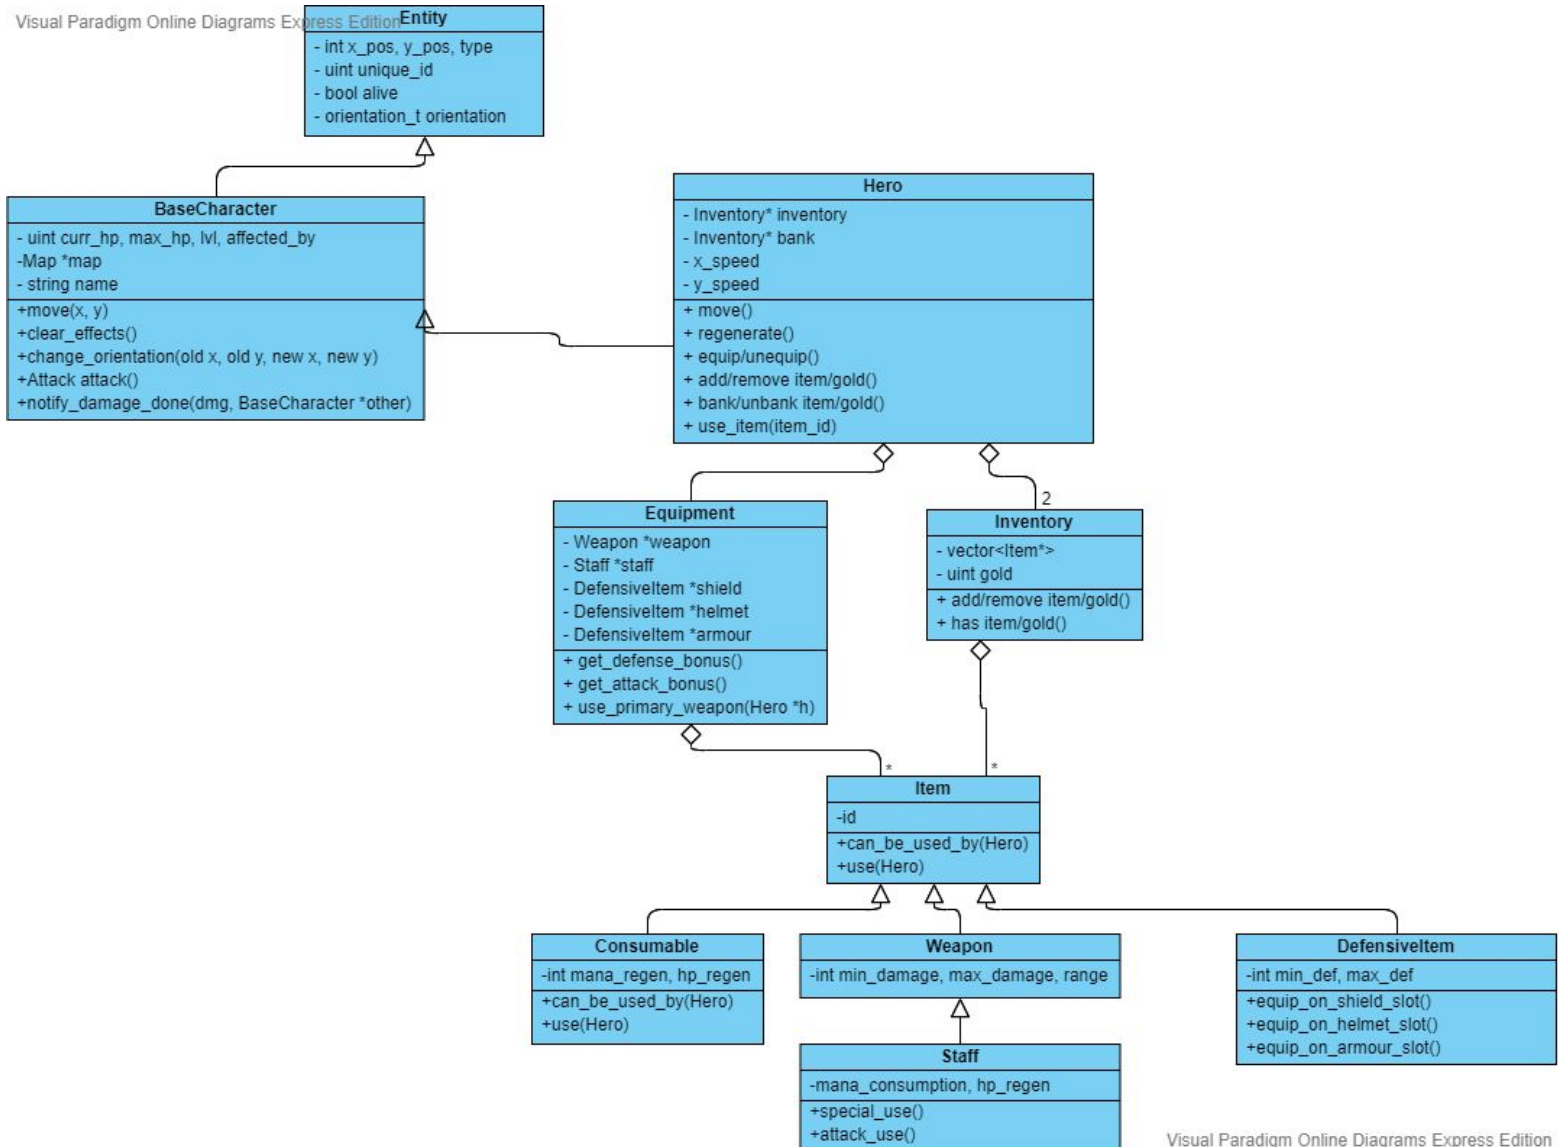 Visual Paradigm Online Diagrams Express Edition
Entity
- int x_pos, y_pos, type
- uint unique_id
- bool alive
- orientation_t orientation
BaseCharacter
- uint curr_hp, max_hp, lvl, affected_by
-Map *map
- string name
+move(x, y)
+clear_effects()
+change_orientation(old x, old y, new x, new y)
+Attack attack()
+notify_damage_done(dmg, BaseCharacter *other)
Hero
- Inventory* inventory
- Inventory* bank
- x_speed
- y_speed
+ move()
+ regenerate()
+ equip/unequip()
+ add/remove item/gold()
+ bank/unbank item/gold()
+ use_item(item_id)
2
Equipment
- Weapon *weapon
- Staff *staff
- DefensiveItem *shield
- DefensiveItem *helmet
- DefensiveItem *armour
+ get_defense_bonus()
+ get_attack_bonus()
+ use_primary_weapon(Hero *h)
Inventory
- vector<Item*>
- uint gold
+ add/remove item/gold()
+ has item/gold()
*
*
Item
-id
+can_be_used_by(Hero)
+use(Hero)
Consumable
-int mana_regen, hp_regen
+can_be_used_by(Hero)
+use(Hero)
Weapon
-int min_damage, max_damage, range
DefensiveItem
-int min_def, max_def
+equip_on_shield_slot()
+equip_on_helmet_slot()
+equip_on_armour_slot()
Staff
-mana_consumption, hp_regen
+special_use()
+attack_use()
Visual Paradigm Online Diagrams Express Edition